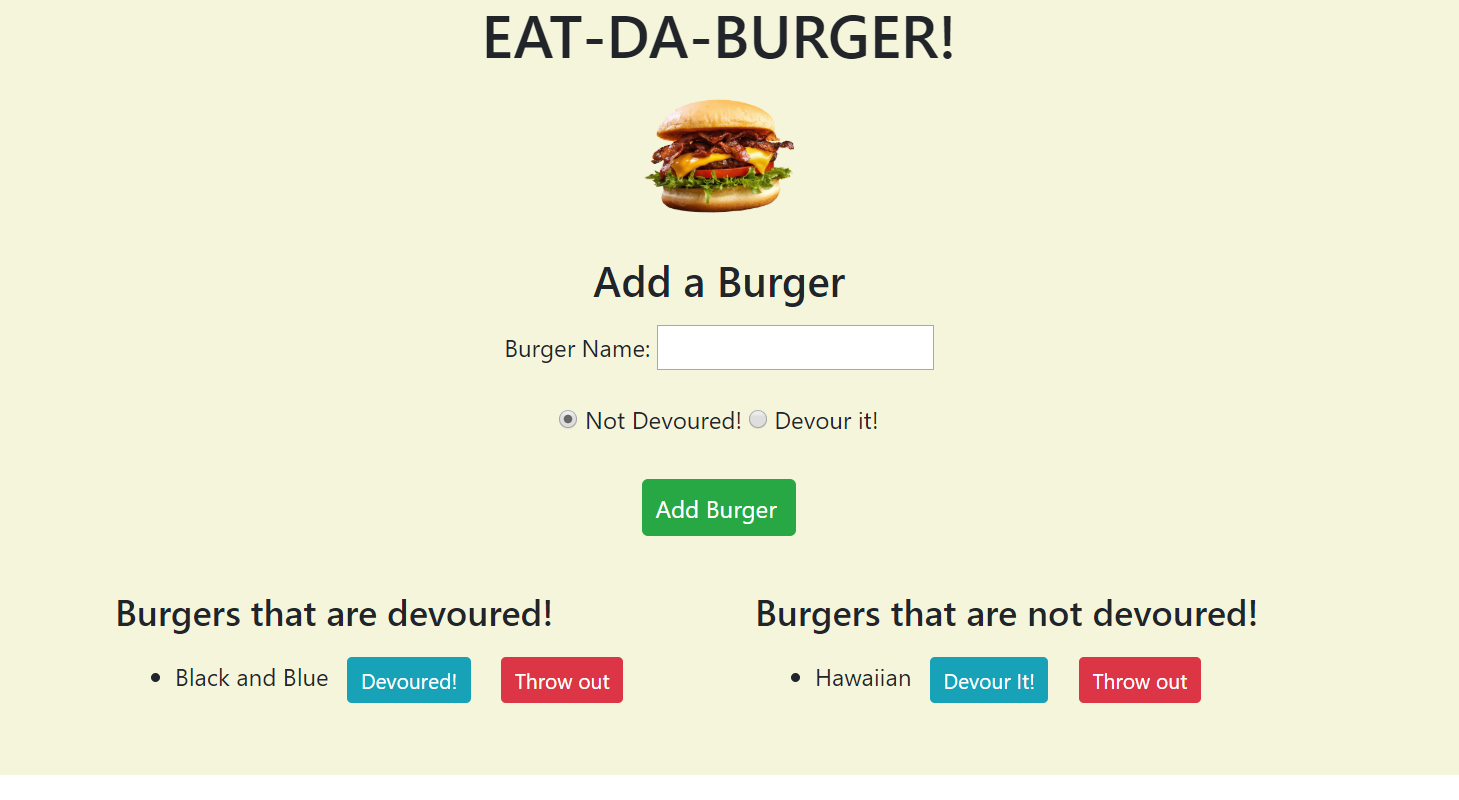 EAT-DA-BURGER!
Add a Burger
Burger Name:
Not Devoured! Devour it!
Add Burger
Burgers that are devoured!
Black and Blue Devoured! Throw out
Burgers that are not devoured!
Hawaiian Devour It! Throw out